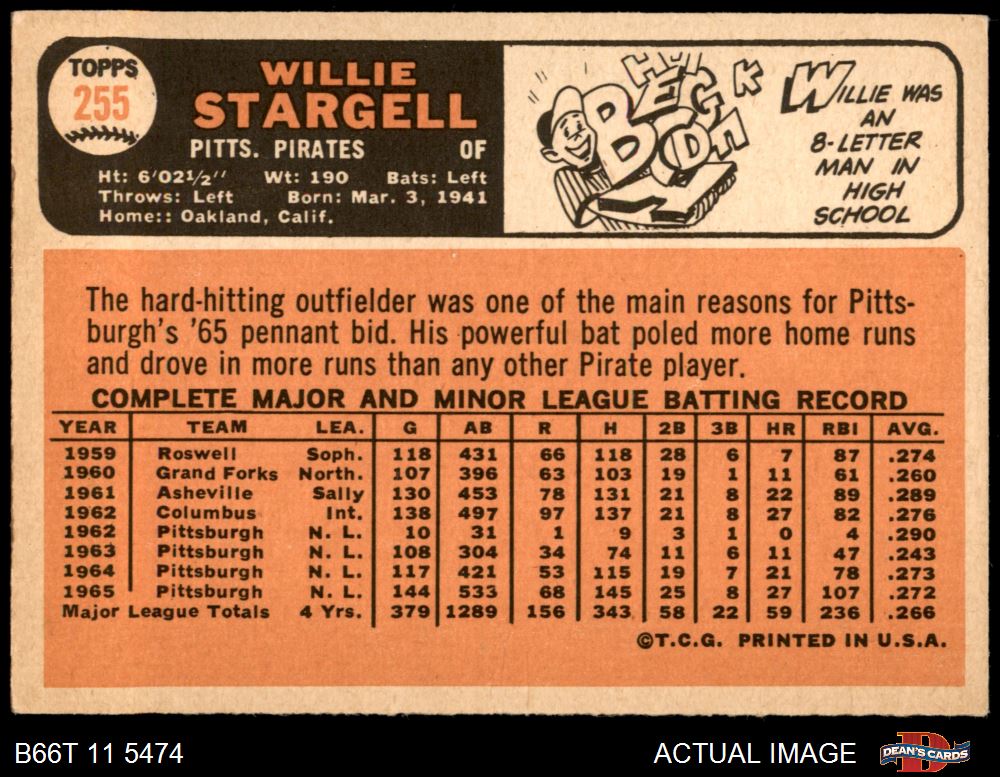 TOPPS
255
WILLIE
STARGELL
PITTS. PIRATES OF
Ht: 6'02½" Wt: 190 Bats: Left
Throws: Left Born: Mar. 3, 1941
Home:: Oakland, Calif.
WILLIE WAS
AN
8-LETTER
MAN IN
HIGH
SCHOOL
The hard-hitting outfielder was one of the main reasons for Pitts-
burgh's '65 pennant bid. His powerful bat poled more home runs
and drove in more runs than any other Pirate player.
COMPLETE MAJOR AND MINOR LEAGUE BATTING RECORD
YEAR TEAM LEA. G AB R H 2B 3B HR RBI AVG.
1959 Roswell Soph. 118 431 66 118 28 6 7 87 .274
1960 Grand Forks North. 107 396 63 103 19 1 11 61 .260
1961 Asheville Sally 130 453 78 131 21 8 22 89 .289
1962 Columbus Int. 138 497 97 137 21 8 27 82 .276
1962 Pittsburgh N. L. 10 31 1 9 3 1 0 4 .290
1963 Pittsburgh N. L. 108 304 34 74 11 6 11 47 .243
1964 Pittsburgh N. L. 117 421 53 115 19 7 21 78 .273
1965 Pittsburgh N. L. 144 533 68 145 25 8 27 107 .272
Major League Totals 4 Yrs. 379 1289 156 343 58 22 59 236 .266
©T.C.G. PRINTED IN U.S.A.
B66T 11 5474 ACTUAL IMAGE DEAN'S CARDS